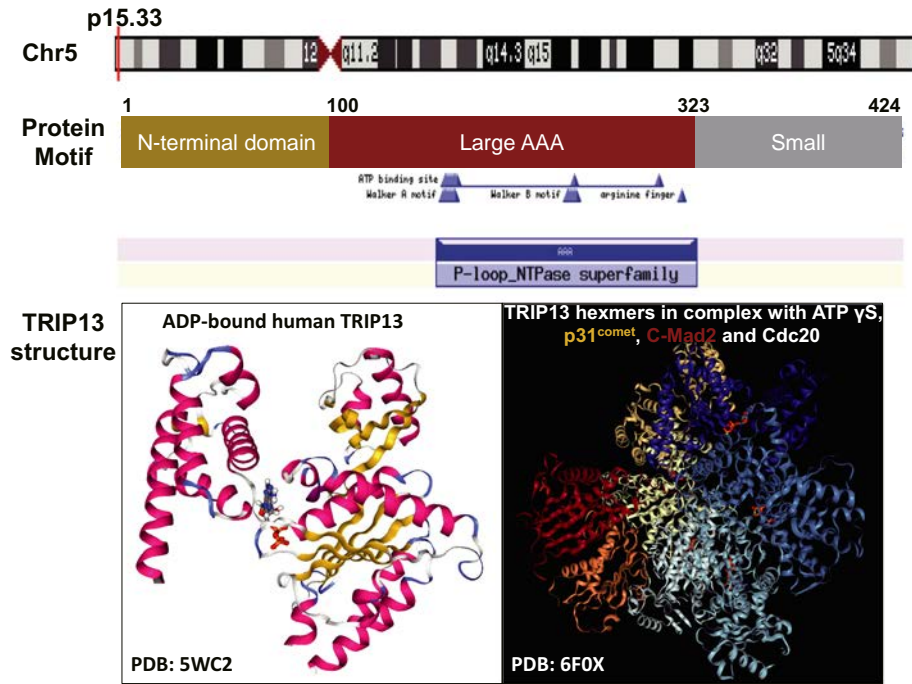 p15.33
Chr5
12 q11.2 q14.3 q15 q32 5q34
1 100 323 424
Protein
Motif
N-terminal domain Large AAA Small
ATP binding site
Walker A motif Walker B motif arginine finger
AAA
P-loop_NTPase superfamily
TRIP13
structure
ADP-bound human TRIP13
PDB: 5WC2
TRIP13 hexmers in complex with ATP γS,
p31comet, C-Mad2 and Cdc20
PDB: 6F0X